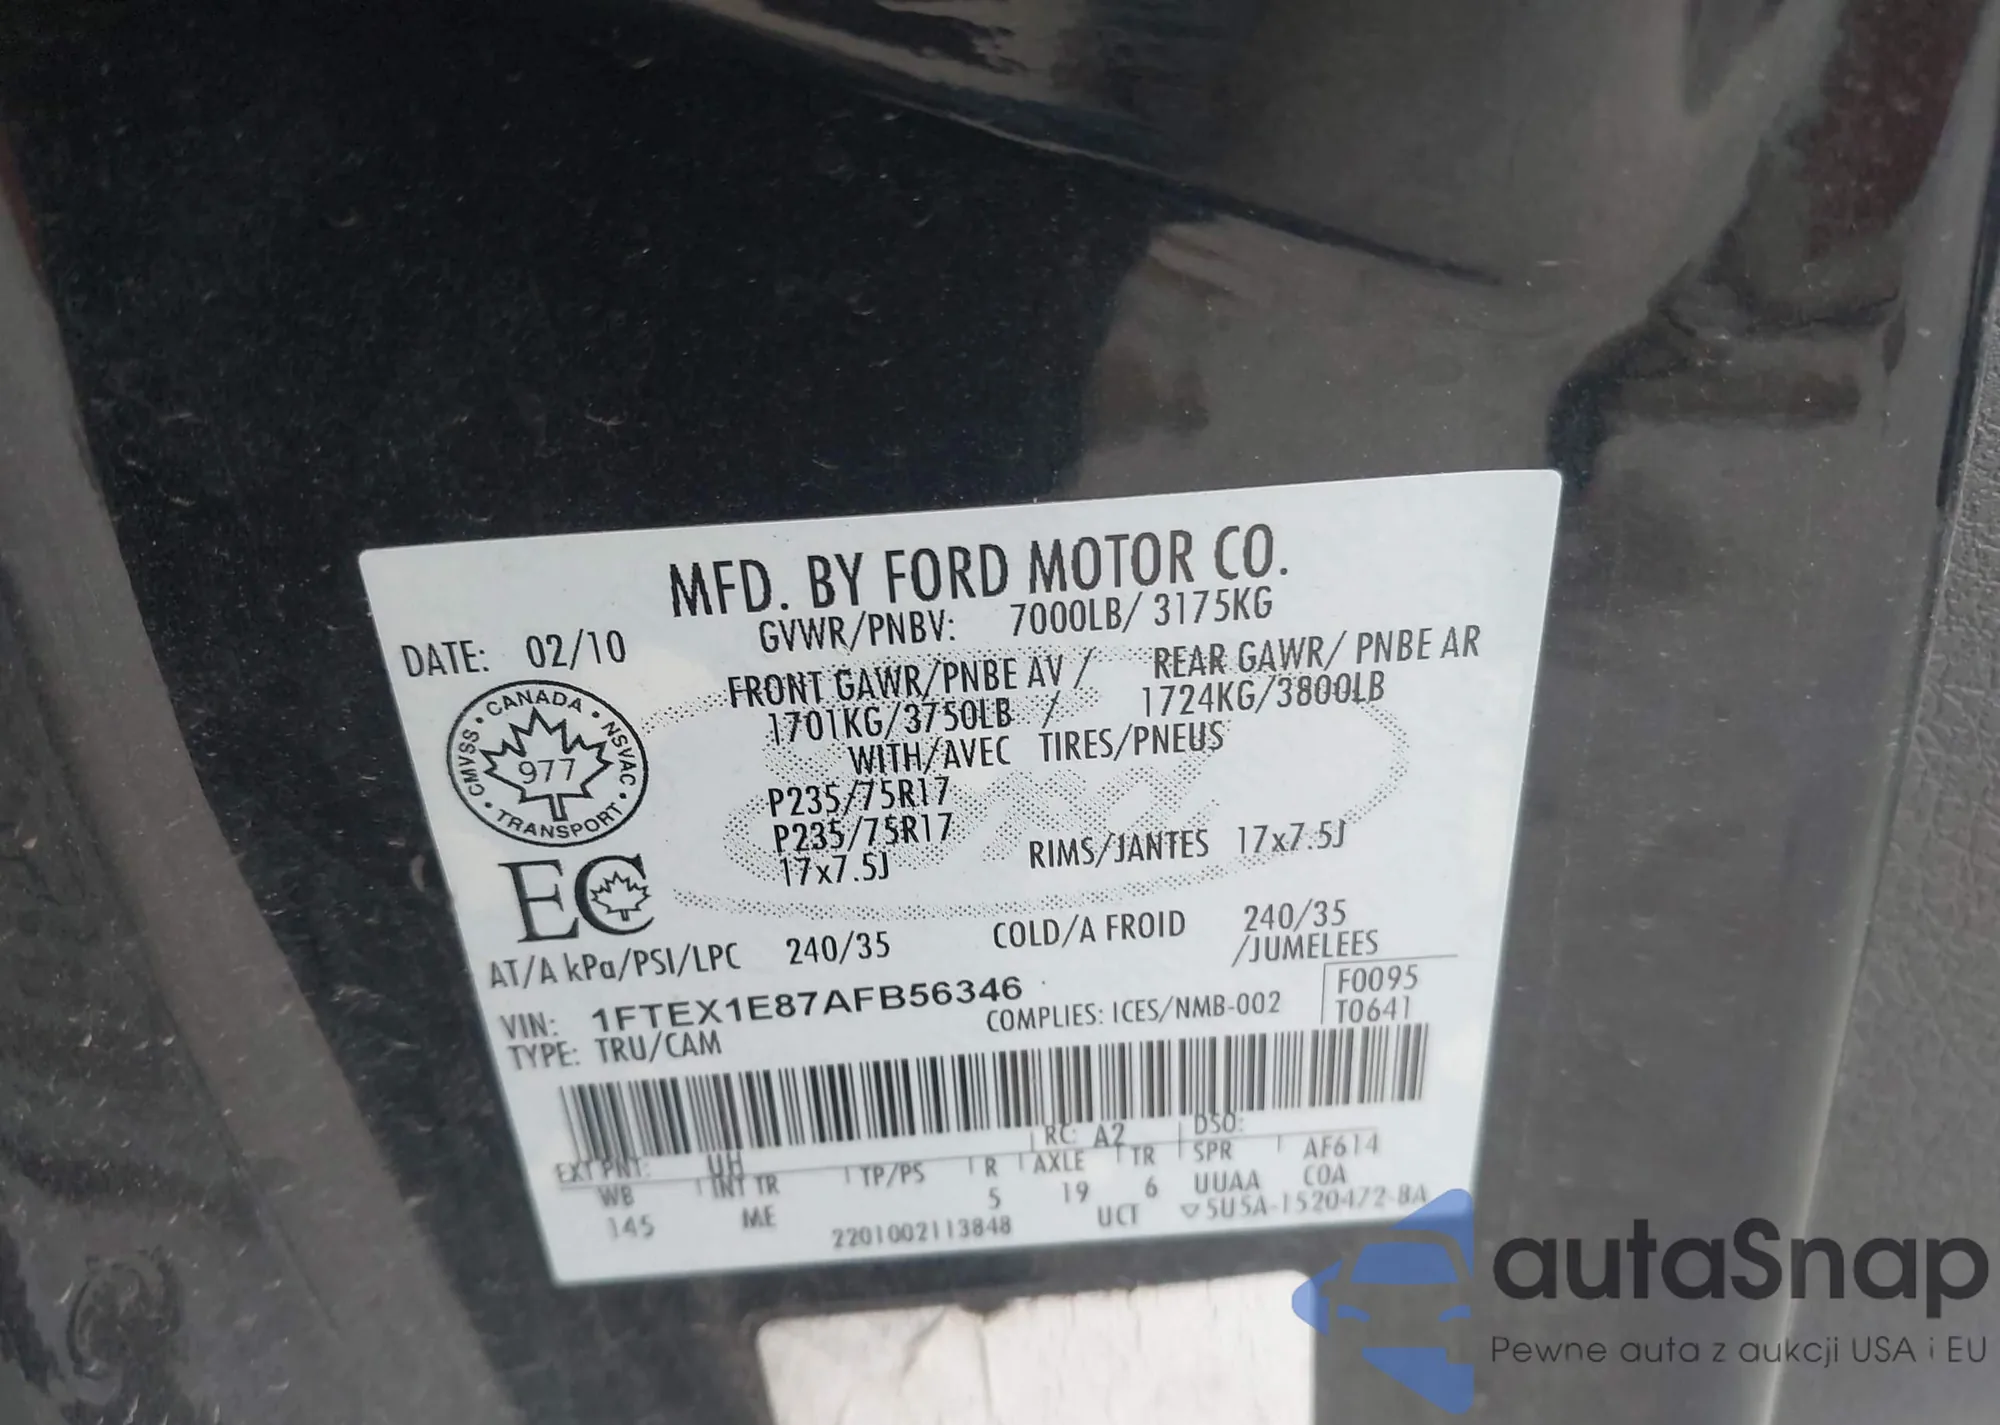 MFD. BY FORD MOTOR CO.
DATE: 02/10
GVWR/PNBV: 7000LB/ 3175KG
FRONT GAWR/PNBE AV / REAR GAWR/ PNBE AR
1701KG/3750LB / 1724KG/3800LB
WITH/AVEC TIRES/PNEUS
P235/75R17
P235/75R17
17x7.5J RIMS/JANTES 17x7.5J
CANADA • NSVAC • TRANSPORT • CMVSS •
977
EC
AT/A kPa/PSI/LPC 240/35 COLD/A FROID 240/35
/JUMELEES
VIN: 1FTEX1E87AFB56346
COMPLIES: ICES/NMB-002
F0095
T0641
TYPE: TRU/CAM
EXT PNT: UH RC: A2 DSO:
WB INT TR TP/PS R AXLE TR SPR AF614
145 ME 5 19 6 UUAA COA
2201002113848 UCT ▽5U5A-1520472-BA
autaSnap
Pewne auta z aukcji USA i EU